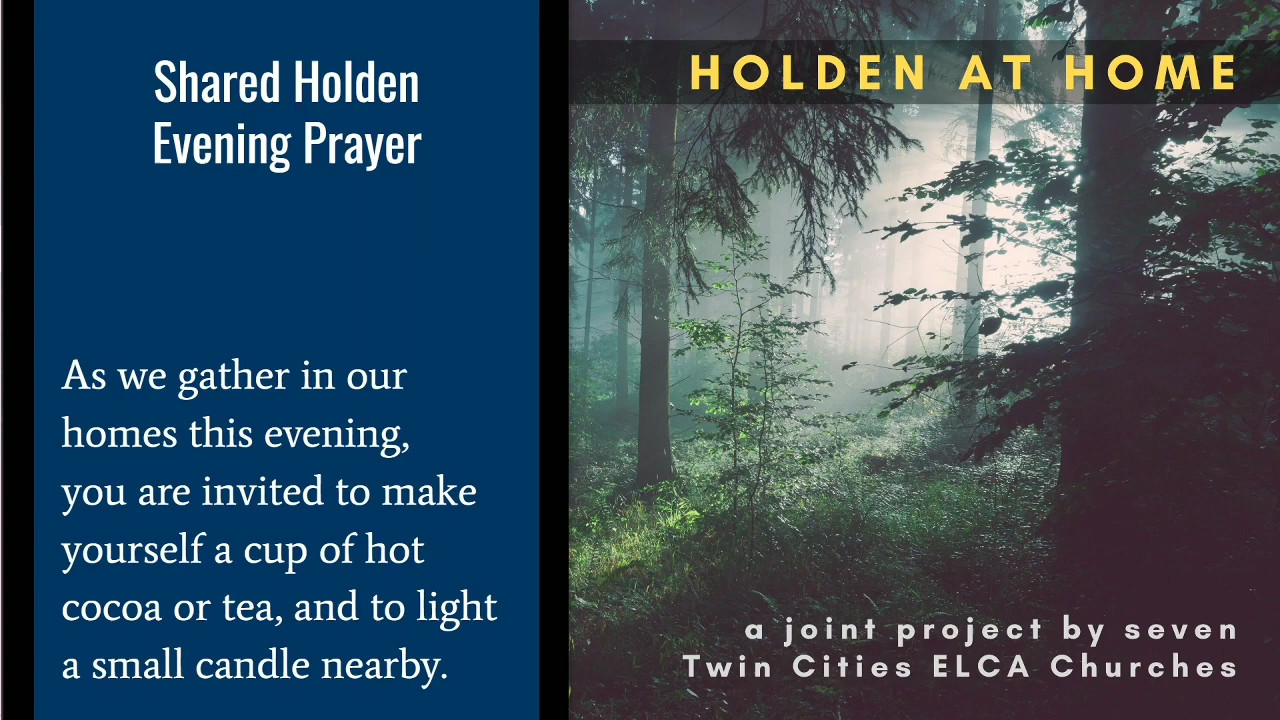 Shared Holden
Evening Prayer
As we gather in our
homes this evening,
you are invited to make
yourself a cup of hot
cocoa or tea, and to light
a small candle nearby.
HOLDEN AT HOME
a joint project by seven
Twin Cities ELCA Churches